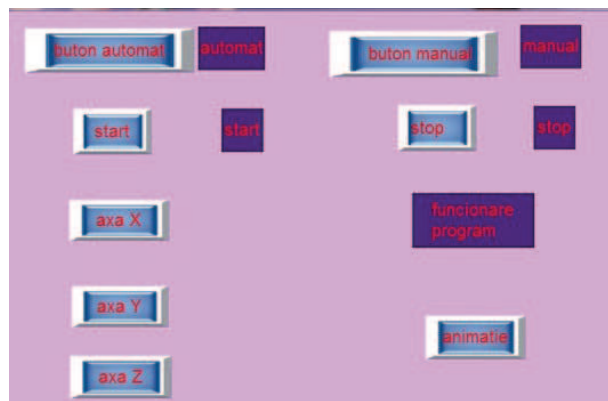 buton automat
automat
buton manual
manual
start
start
stop
stop
axa X
funcionare
program
axa Y
animatie
axa Z